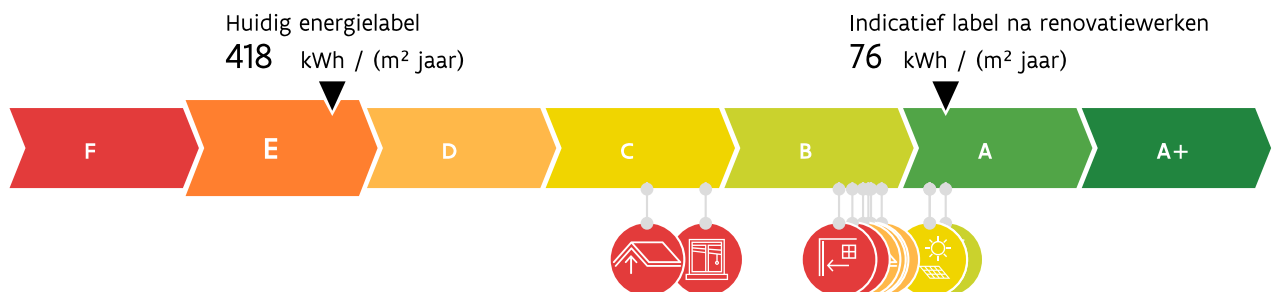 Huidig energielabel
418 kWh / (m² jaar)
Indicatief label na renovatiewerken
76 kWh / (m² jaar)
F E D C B A A+